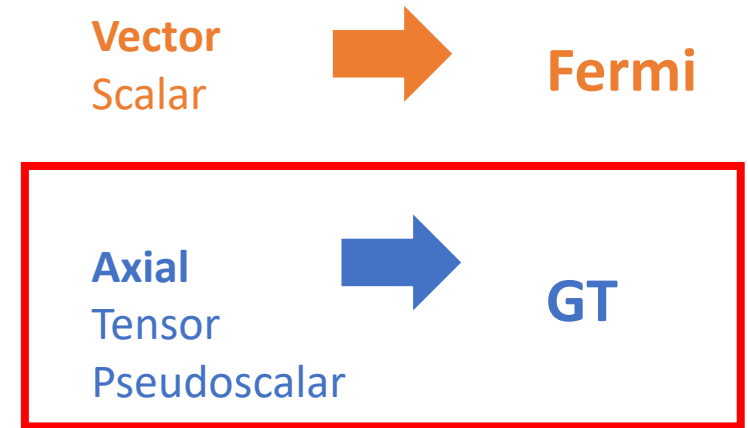 Vector
Scalar
Fermi
Axial
Tensor
Pseudoscalar
GT